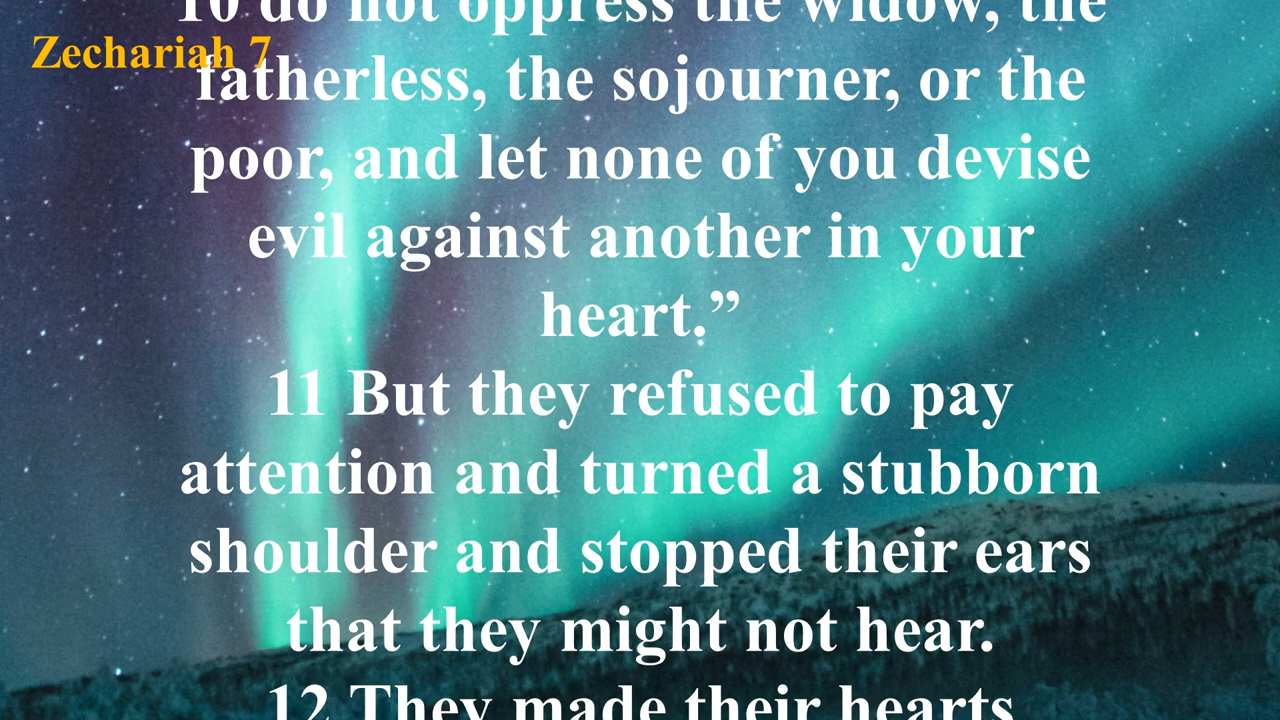 10 do not oppress the widow, the
Zechariah 7
fatherless, the sojourner, or the
poor, and let none of you devise
evil against another in your
heart.”
11 But they refused to pay
attention and turned a stubborn
shoulder and stopped their ears
that they might not hear.
12 They made their hearts